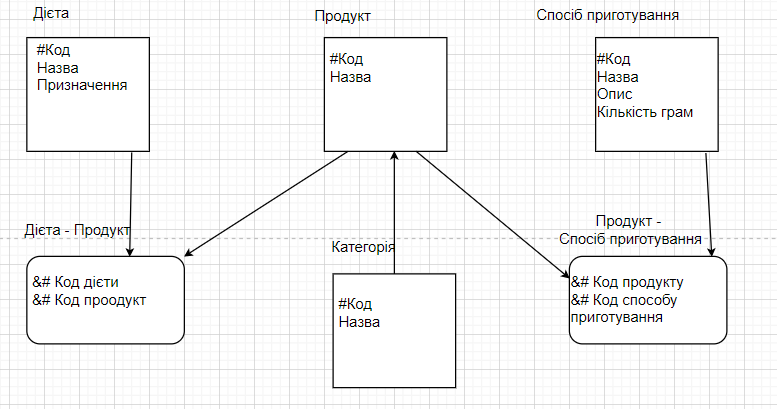 Дієта
#Код
Назва
Призначення
Продукт
#Код
Назва
Спосіб приготування
#Код
Назва
Опис
Кількість грам
Дієта - Продукт
&# Код дієти
&# Код проодукт
Категорія
#Код
Назва
Продукт -
Спосіб приготування
&# Код продукту
&# Код способу
приготування